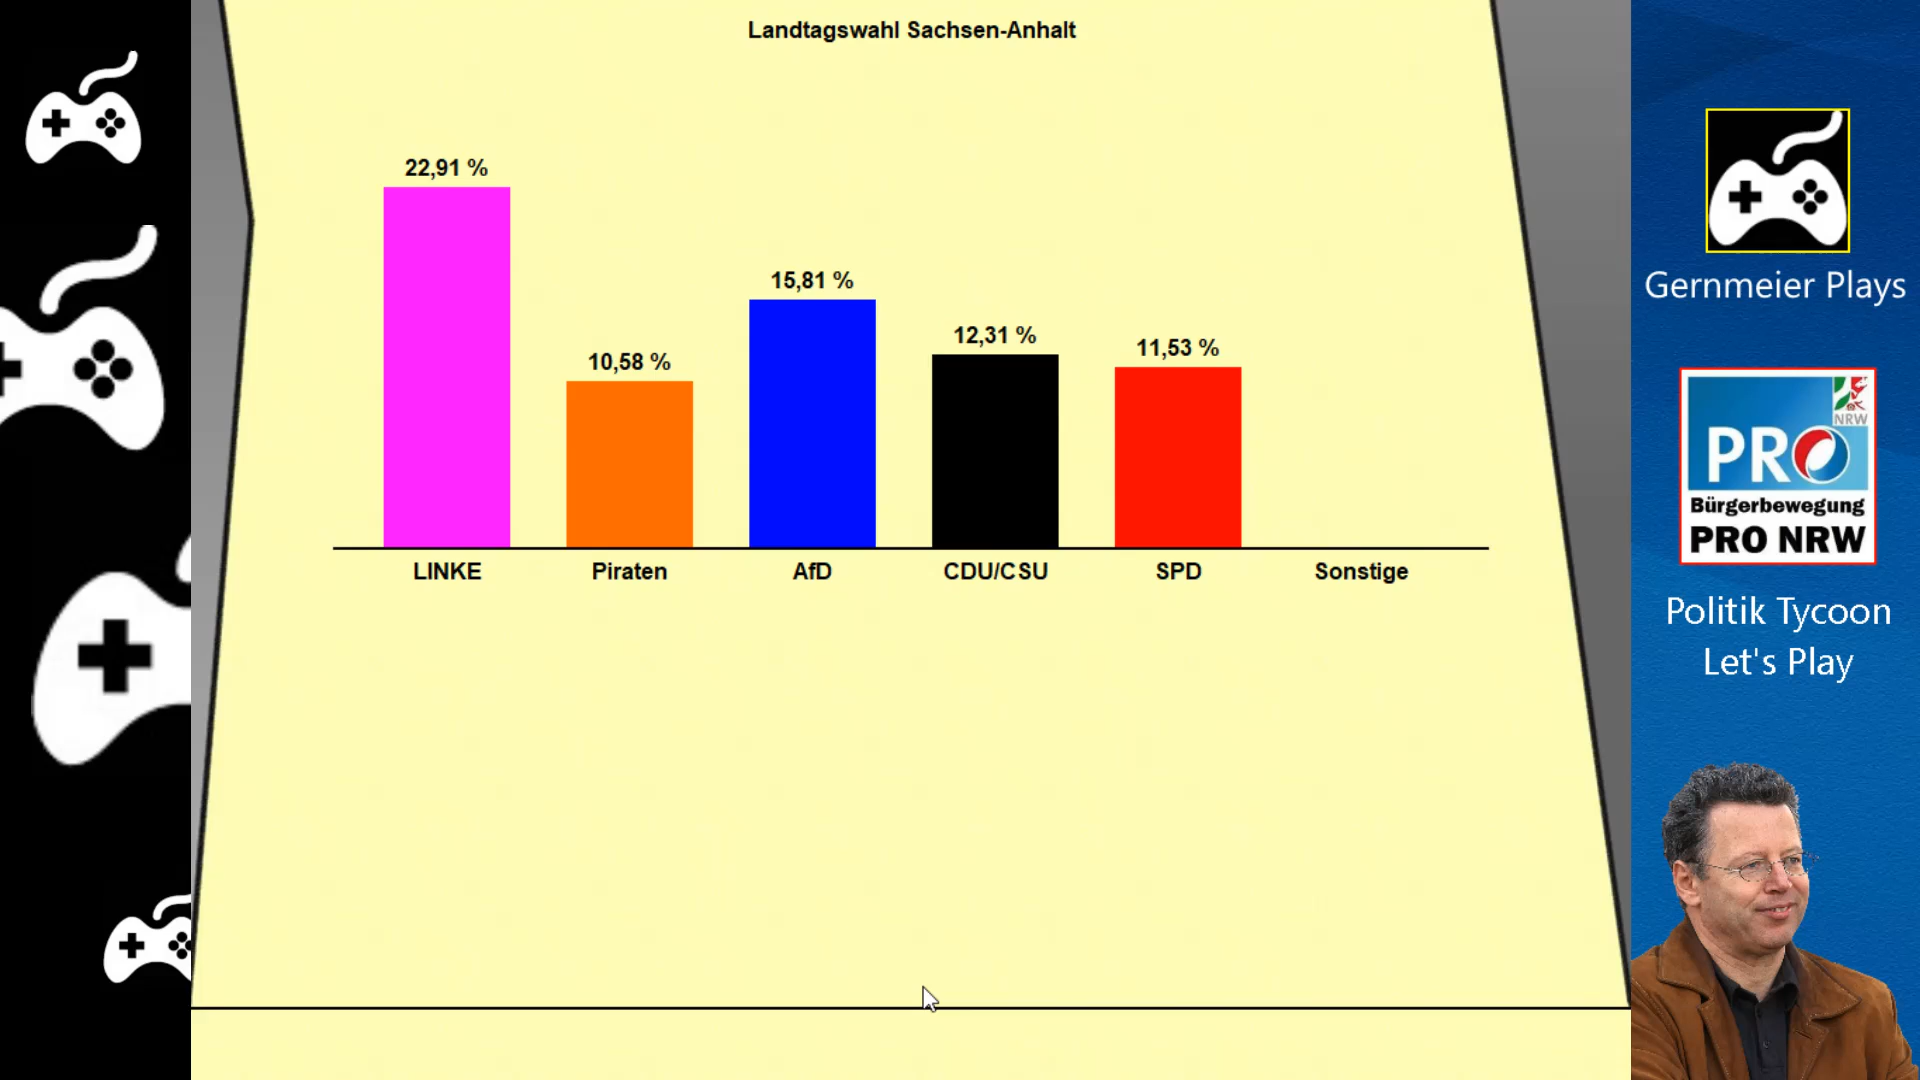 Landtagswahl Sachsen-Anhalt
22,91 %
10,58 %
15,81 %
12,31 %
11,53 %
LINKE Piraten AfD CDU/CSU SPD Sonstige
Gernmeier Plays
NRW
PRO
Bürgerbewegung
PRO NRW
Politik Tycoon
Let's Play